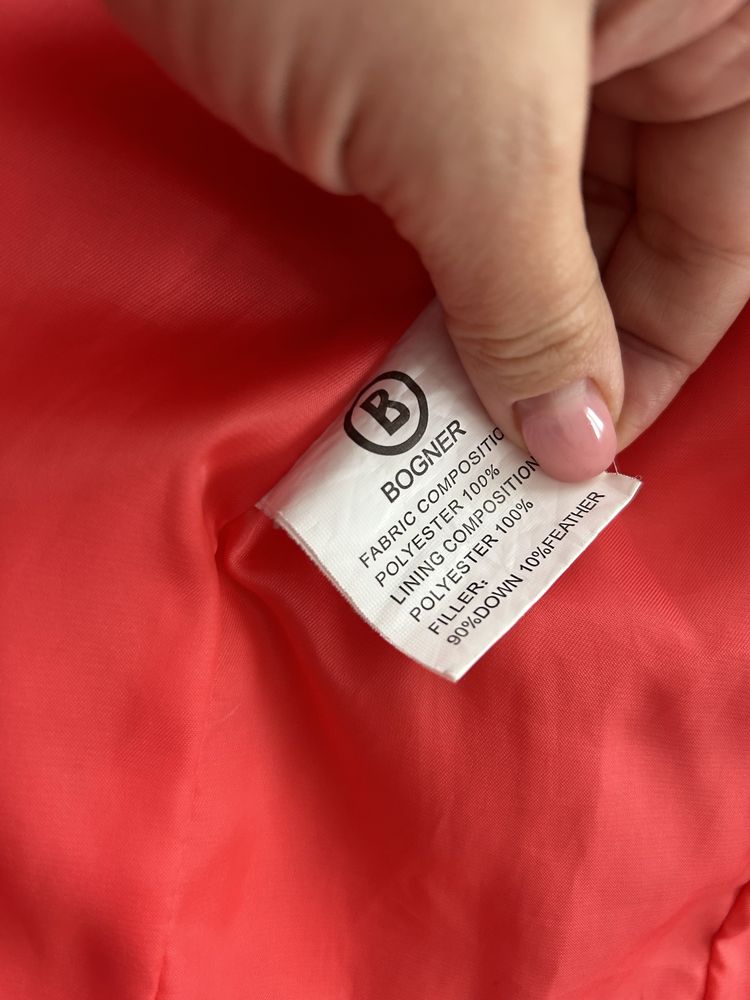 B
BOGNER
FABRIC COMPOSITIO
POLYESTER 100%
LINING COMPOSITION
POLYESTER 100%
FILLER:
90%DOWN 10%FEATHER